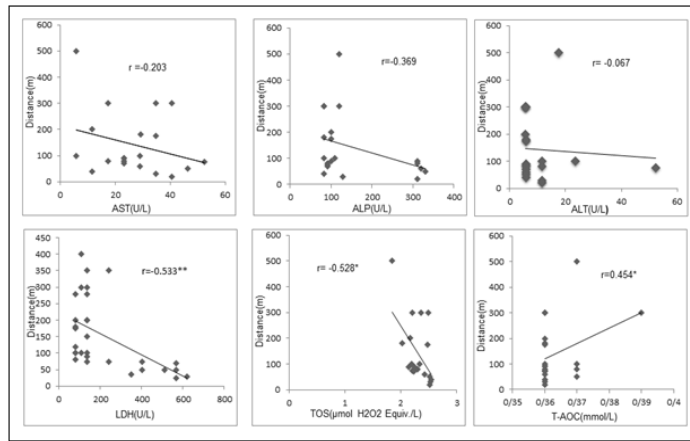 600
500
400
300
200
100
0
Distance(m)
r =-0.203
0 20 40 60
AST(U/L)
600
500
400
300
200
100
0
Distance(m)
r=-0.369
0 100 200 300 400
ALP(U/L)
600
500
400
300
200
100
0
Distance(m)
r= -0.067
0 20 40 60
ALT(U/L)
450
400
350
300
250
200
150
100
50
0
Distance(m)
r=-0.533**
0 200 400 600 800
LDH(U/L)
600
500
400
300
200
100
0
Distance(m)
r= -0.528*
0 1 2 3
TOS(µmol H2O2 Equiv./L)
600
500
400
300
200
100
0
Distance(m)
r=0.454*
0/35 0/35 0/36 0/37 0/38 0/39 0/4
T-AOC(mmol/L)